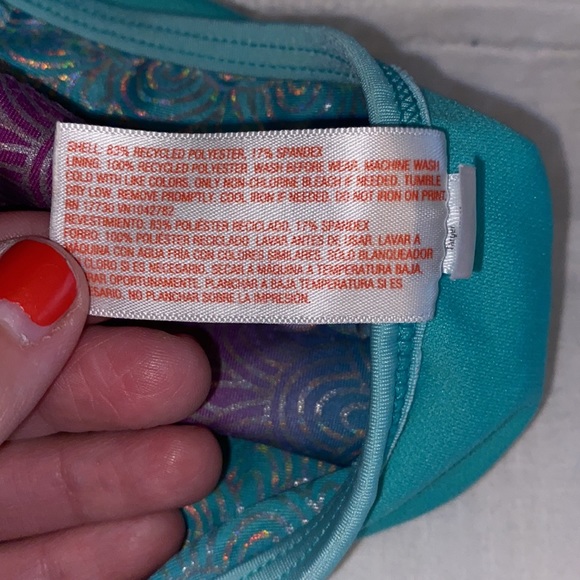 SHELL: 83% RECYCLED POLYESTER, 17% SPANDEX
LINING: 100% RECYCLED POLYESTER WASH BEFORE WEAR. MACHINE WASH
COLD WITH LIKE COLORS. ONLY NON-CHLORINE BLEACH IF NEEDED. TUMBLE
DRY LOW. REMOVE PROMPTLY. COOL IRON IF NEEDED. DO NOT IRON ON PRINT.
RN 17730 VN1042782
REVESTIMIENTO: 83% POLIÉSTER RECICLADO, 17% SPANDEX
FORRO: 100% POLIÉSTER RECICLADO. LAVAR ANTES DE USAR. LAVAR A
MÁQUINA CON AGUA FRÍA CON COLORES SIMILARES. SÓLO BLANQUEADOR
CLORO SI ES NECESARIO. SECAR A MÁQUINA A TEMPERATURA BAJA.
RAR OPORTUNAMENTE. PLANCHAR A BAJA TEMPERATURA SI ES
SARIO. NO PLANCHAR SOBRE LA IMPRESIÓN.